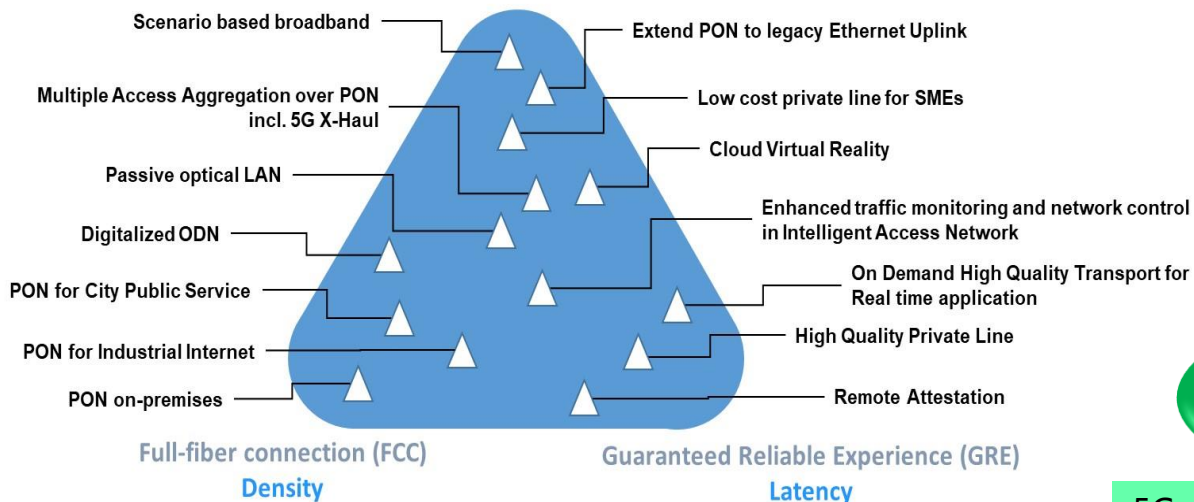 Scenario based broadband
Extend PON to legacy Ethernet Uplink
Multiple Access Aggregation over PON
incl. 5G X-Haul
Low cost private line for SMEs
Cloud Virtual Reality
Passive optical LAN
Enhanced traffic monitoring and network control
in Intelligent Access Network
Digitalized ODN
On Demand High Quality Transport for
Real time application
PON for City Public Service
High Quality Private Line
PON for Industrial Internet
PON on-premises
Remote Attestation
Full-fiber connection (FCC)
Density
Guaranteed Reliable Experience (GRE)
Latency
5G